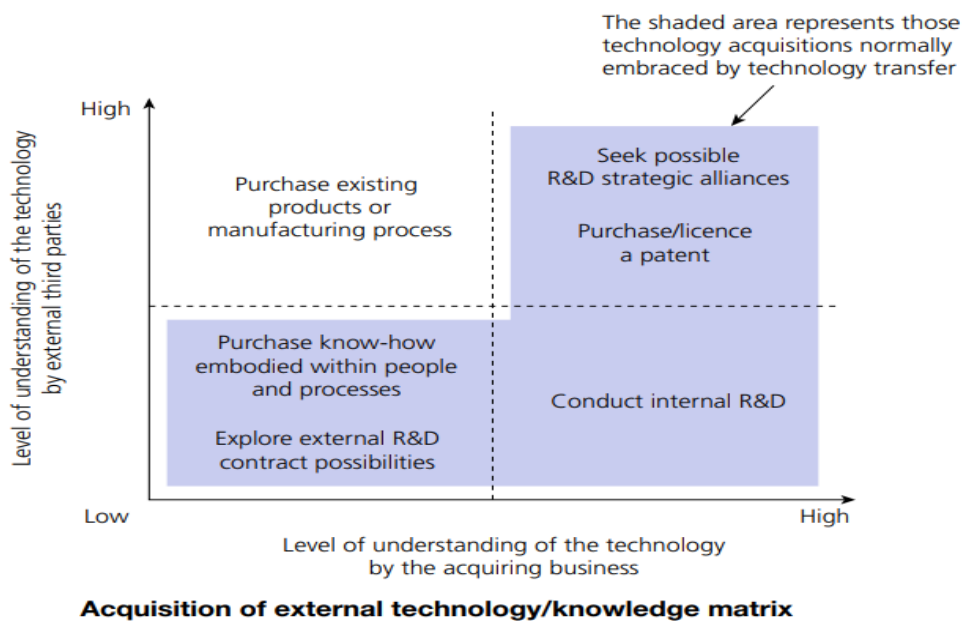 The shaded area represents those
technology acquisitions normally
embraced by technology transfer
High
Level of understanding of the technology
by external third parties
Purchase existing
products or
manufacturing process
Seek possible
R&D strategic alliances
Purchase/licence
a patent
Purchase know-how
embodied within people
and processes
Explore external R&D
contract possibilities
Conduct internal R&D
Low
High
Level of understanding of the technology
by the acquiring business
Acquisition of external technology/knowledge matrix